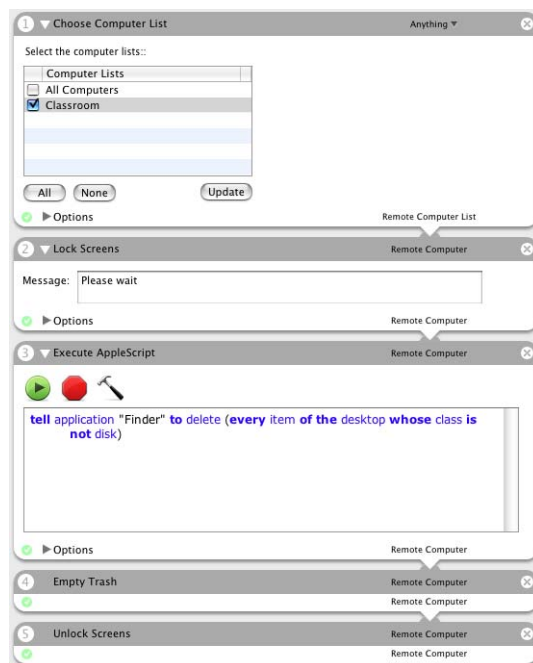 1 Choose Computer List Anything
Select the computer lists::
Computer Lists
All Computers
Classroom
All None Update
Options Remote Computer List
2 Lock Screens Remote Computer
Message: Please wait
Options Remote Computer
3 Execute AppleScript Remote Computer
tell application "Finder" to delete (every item of the desktop whose class is
not disk)
Options Remote Computer
4 Empty Trash Remote Computer
Remote Computer
5 Unlock Screens Remote Computer
Remote Computer